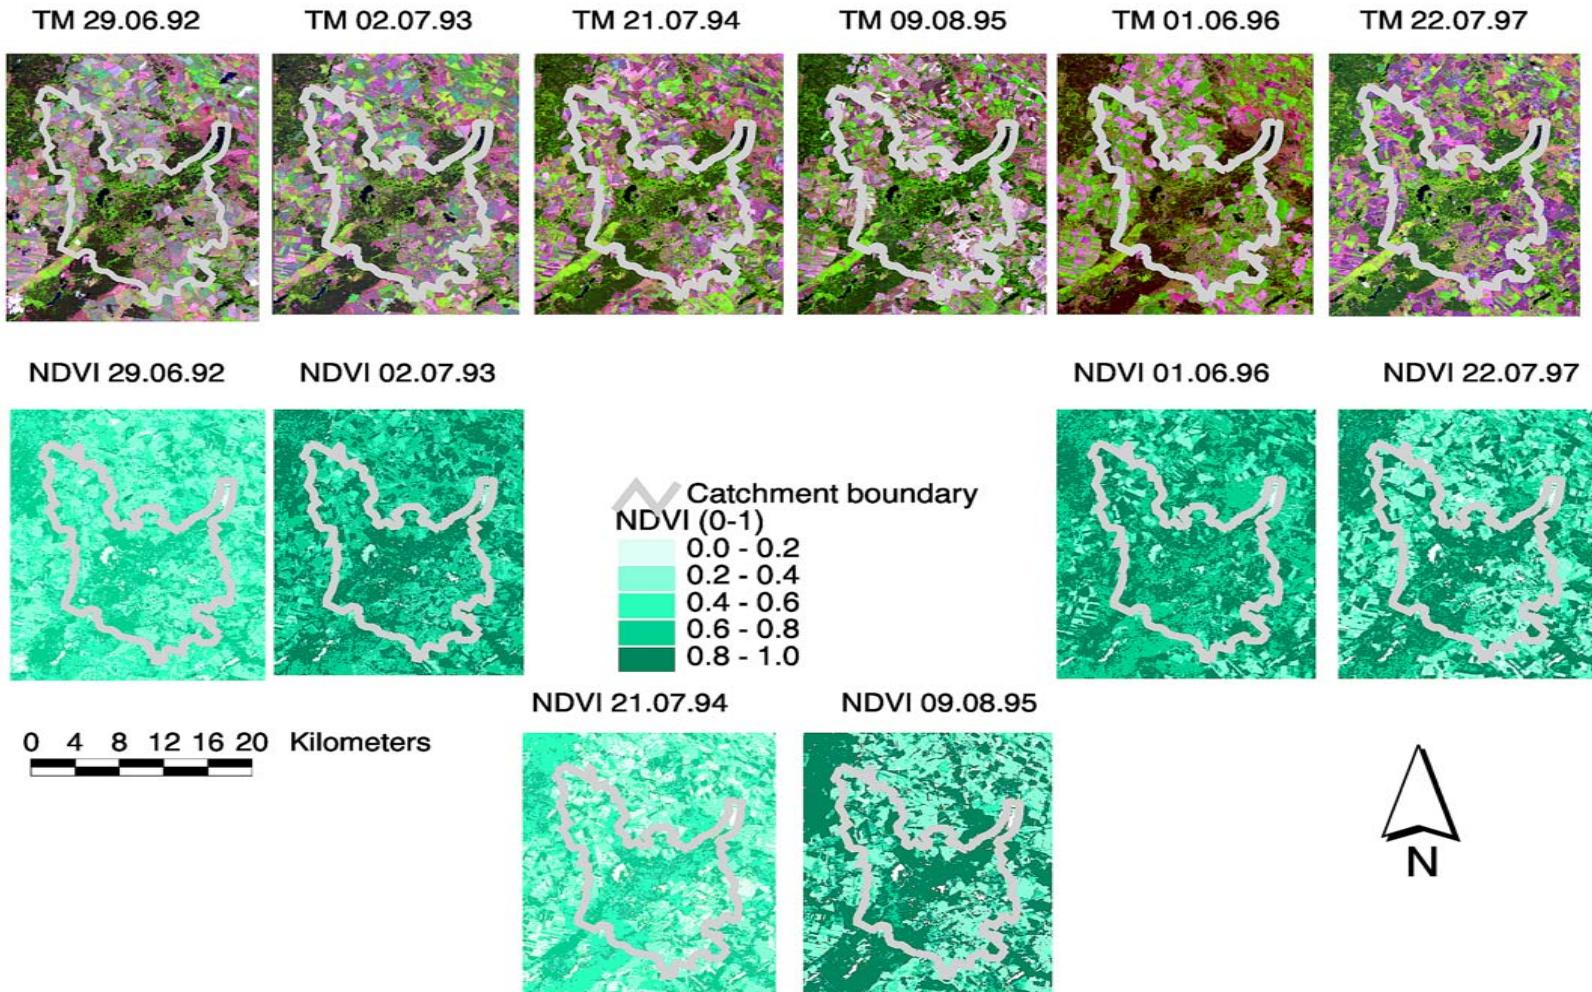 TM 29.06.92
TM 02.07.93
TM 21.07.94
TM 09.08.95
TM 01.06.96
TM 22.07.97
NDVI 29.06.92
NDVI 02.07.93
NDVI 01.06.96
NDVI 22.07.97
Catchment boundary
NDVI (0-1)
0.0 - 0.2
0.2 - 0.4
0.4 - 0.6
0.6 - 0.8
0.8 - 1.0
NDVI 21.07.94
NDVI 09.08.95
0 4 8 12 16 20 Kilometers
N